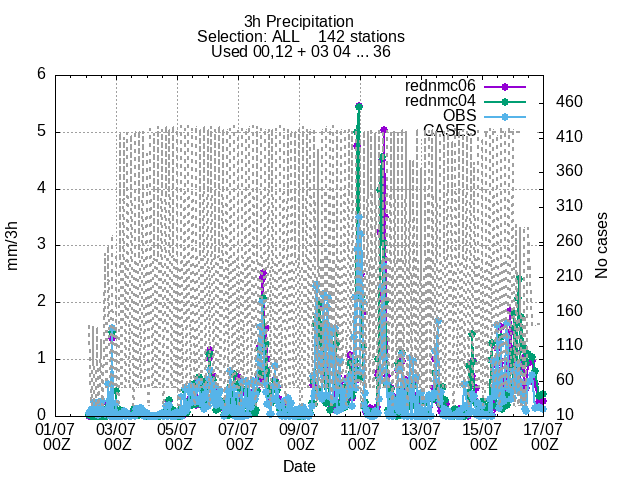 3h Precipitation
Selection: ALL    142 stations
Used 00,12 + 03 04 ... 36
rednmc06
rednmc04
OBS
CASES
mm/3h
6
5
4
3
2
1
0
No cases
460
410
360
310
260
210
160
110
60
10
01/07 03/07 05/07 07/07 09/07 11/07 13/07 15/07 17/07
00Z 00Z 00Z 00Z 00Z 00Z 00Z 00Z 00Z
Date